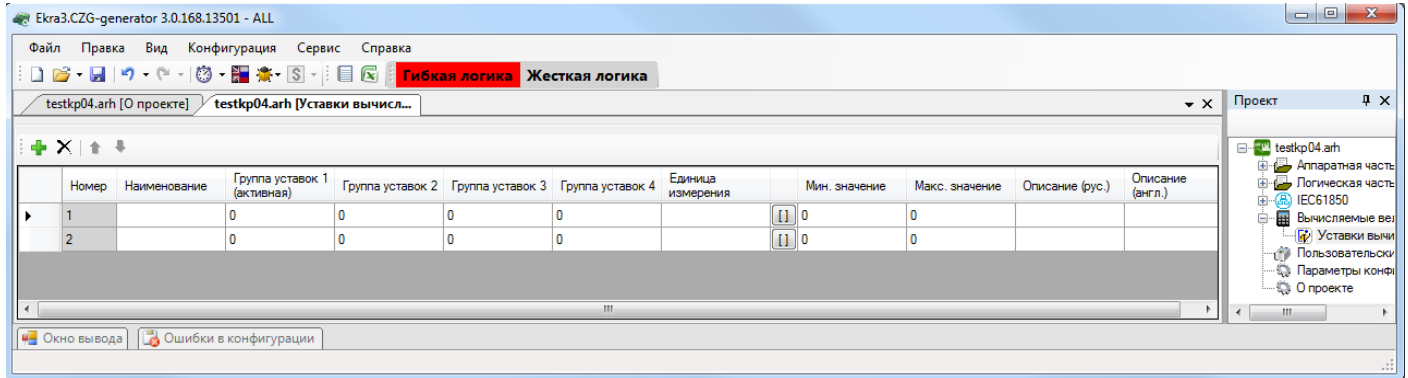 Ekra3.CZG-generator 3.0.168.13501 - ALL
Файл Правка Вид Конфигурация Сервис Справка
Гибкая логика Жесткая логика
testkp04.arh [О проекте] testkp04.arh [Уставки вычисл...
Номер Наименование Группа уставок 1 (активная) Группа уставок 2 Группа уставок 3 Группа уставок 4 Единица измерения Мин. значение Макс. значение Описание (рус.) Описание (англ.)
1 0 0 0 0 [ ] 0 0
2 0 0 0 0 [ ] 0 0
Проект
testkp04.arh
Аппаратная часть
Логическая часть
IEC61850
Вычисляемые вел
Уставки вычи
Пользовательски
Параметры конфи
О проекте
Окно вывода Ошибки в конфигурации